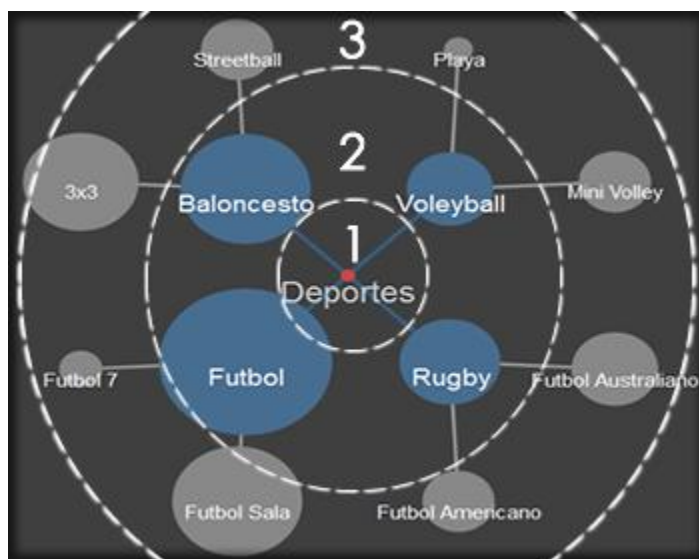 3
Streetball
Playa
2
3x3
Baloncesto
Voleyball
Mini Volley
1
Deportes
Futbol 7
Futbol
Rugby
Futbol Australiano
Futbol Sala
Futbol Amercano